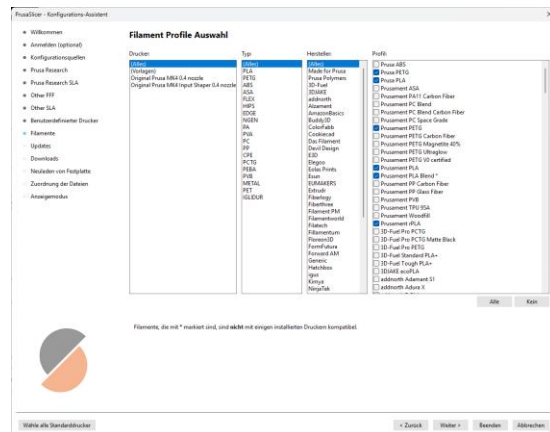 PrusaSlicer - Konfigurations-Assistent
Willkommen
Anmelden (optional)
Konfigurationsquellen
Prusa Research
Prusa Research SLA
Other FFF
Other SLA
Benutzerdefinierter Drucker
Filamente
Updates
Downloads
Neuladen von Festplatte
Zuordnung der Dateien
Anzeigemodus
Filament Profile Auswahl
Drucker:
(Alles)
(Vorlagen)
Original Prusa MK4 0.4 nozzle
Original Prusa MK4 Input Shaper 0.4 nozzle
Typ:
(Alles)
PLA
PETG
ABS
ASA
FLEX
HIPS
EDGE
NGEN
PA
PVA
PC
PP
CPE
PCTG
PEBA
PVB
METAL
PET
IGLIDUR
Hersteller:
(Alles)
Made for Prusa
Prusa Polymers
3D-Fuel
3DJAKE
addnorth
Alzament
AmazonBasics
Buddy3D
ColorFabb
Cookiecad
Das Filament
Devil Design
E3D
Elegoo
Eolas Prints
Esun
EUMAKERS
Extrudr
Fiberlogy
Fiberthree
Filament PM
Filamentworld
Filatech
Fillamentum
Floreon3D
FormFutura
Forward AM
Generic
Hatchbox
igus
Kimya
NinjaTek
Profil:
Prusa ABS
Prusa PETG
Prusa PLA
Prusament ASA
Prusament PA11 Carbon Fiber
Prusament PC Blend
Prusament PC Blend Carbon Fiber
Prusament PC Space Grade
Prusament PETG
Prusament PETG Carbon Fiber
Prusament PETG Magnetite 40%
Prusament PETG Ultraglow
Prusament PETG V0 certified
Prusament PLA
Prusament PLA Blend *
Prusament PP Carbon Fiber
Prusament PP Glass Fiber
Prusament PVB
Prusament TPU 95A
Prusament Woodfill
Prusament rPLA
3D-Fuel Pro PCTG
3D-Fuel Pro PCTG Matte Black
3D-Fuel Pro PETG
3D-Fuel Standard PLA+
3D-Fuel Tough PLA+
3DJAKE ecoPLA
addnorth Adamant S1
addnorth Adura X
Alle
Kein
Filamente, die mit * markiert sind, sind nicht mit einigen installierten Druckern kompatibel.
Wähle alle Standarddrucker
< Zurück
Weiter >
Beenden
Abbrechen